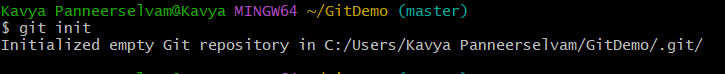 Kavya Panneerselvam@Kavya MINGW64 ~/GitDemo (master)
$ git init
Initialized empty Git repository in C:/Users/Kavya Panneerselvam/GitDemo/.git/